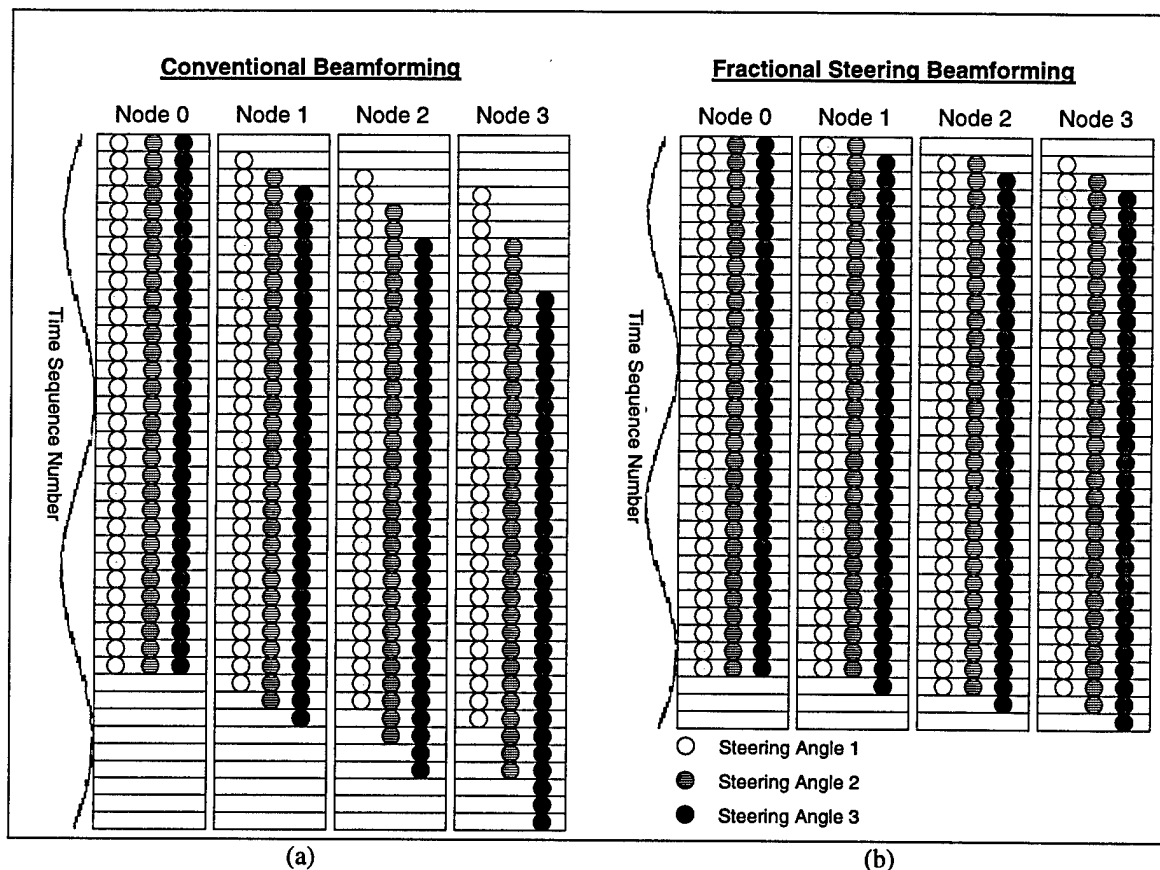 Conventional Beamforming
Node 0 Node 1 Node 2 Node 3
Time Sequence Number
(a)
Fractional Steering Beamforming
Node 0 Node 1 Node 2 Node 3
Time Sequence Number
Steering Angle 1
Steering Angle 2
Steering Angle 3
(b)